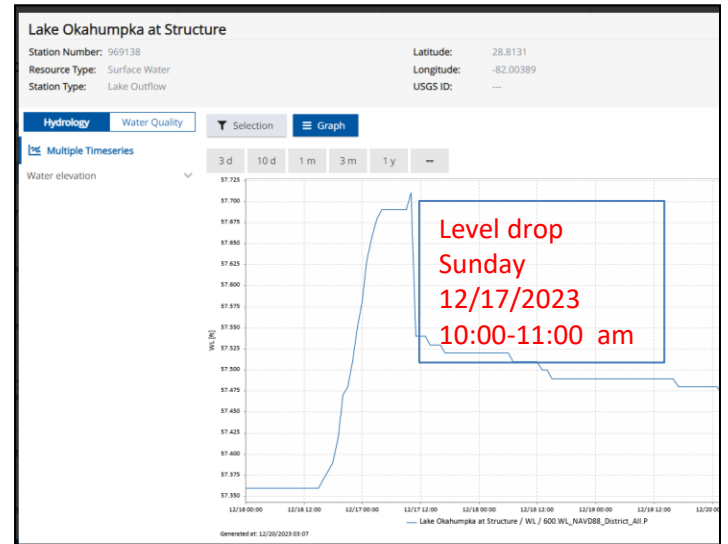 Lake Okahumpka at Structure
Station Number: 969138
Latitude: 28.8131
Resource Type: Surface Water
Longitude: -82.00389
Station Type: Lake Outflow
USGS ID: ---
Hydrology
Water Quality
Selection
Graph
Multiple Timeseries
Water elevation
3 d
10 d
1 m
3 m
1 y
--
57.725
57.700
57.675
57.650
57.625
57.600
57.575
57.550
57.525
57.500
57.475
57.450
57.425
57.400
57.375
57.350
WL [ft]
Level drop
Sunday
12/17/2023
10:00-11:00 am
12/16 00:00
12/16 12:00
12/17 00:00
12/17 12:00
12/18 00:00
12/18 12:00
12/19 00:00
12/19 12:00
12/20 00
Lake Okahumpka at Structure / WL / 600.WL_NAVD88_District_All.P
Generated at: 12/20/2023 03:07